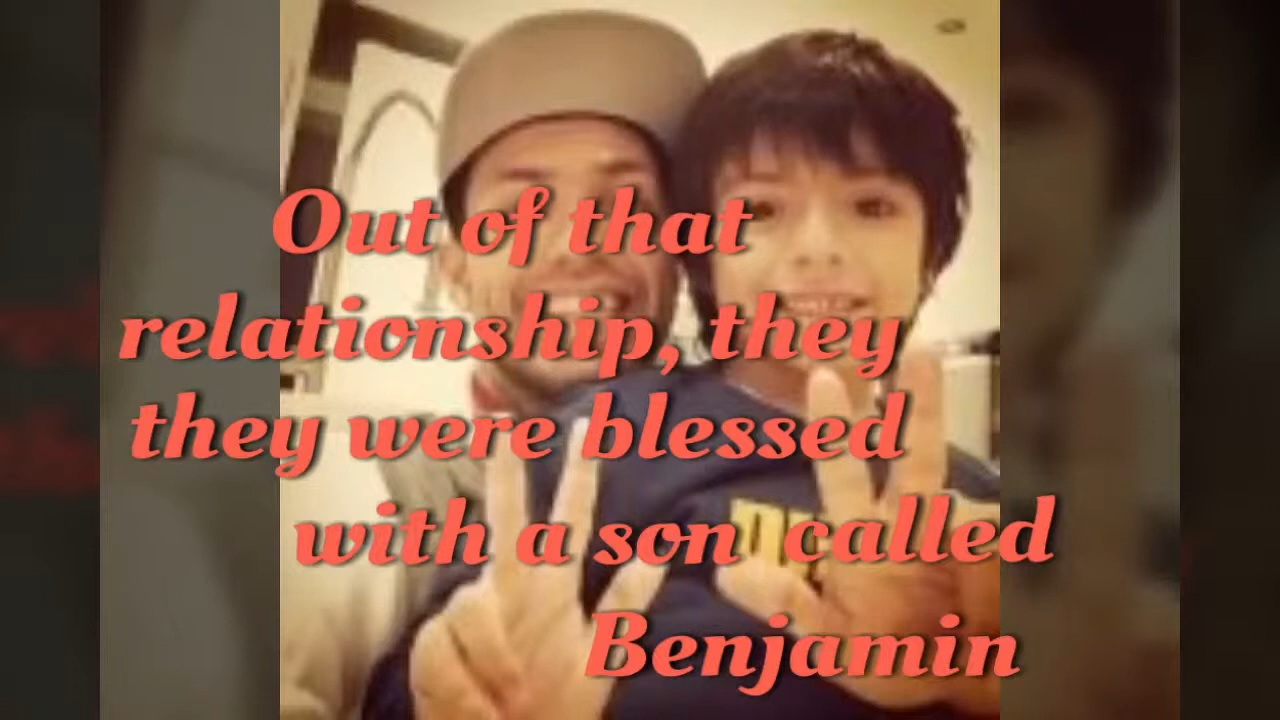 Out of that
relationship, they
they were blessed
with a son called
Benjamin